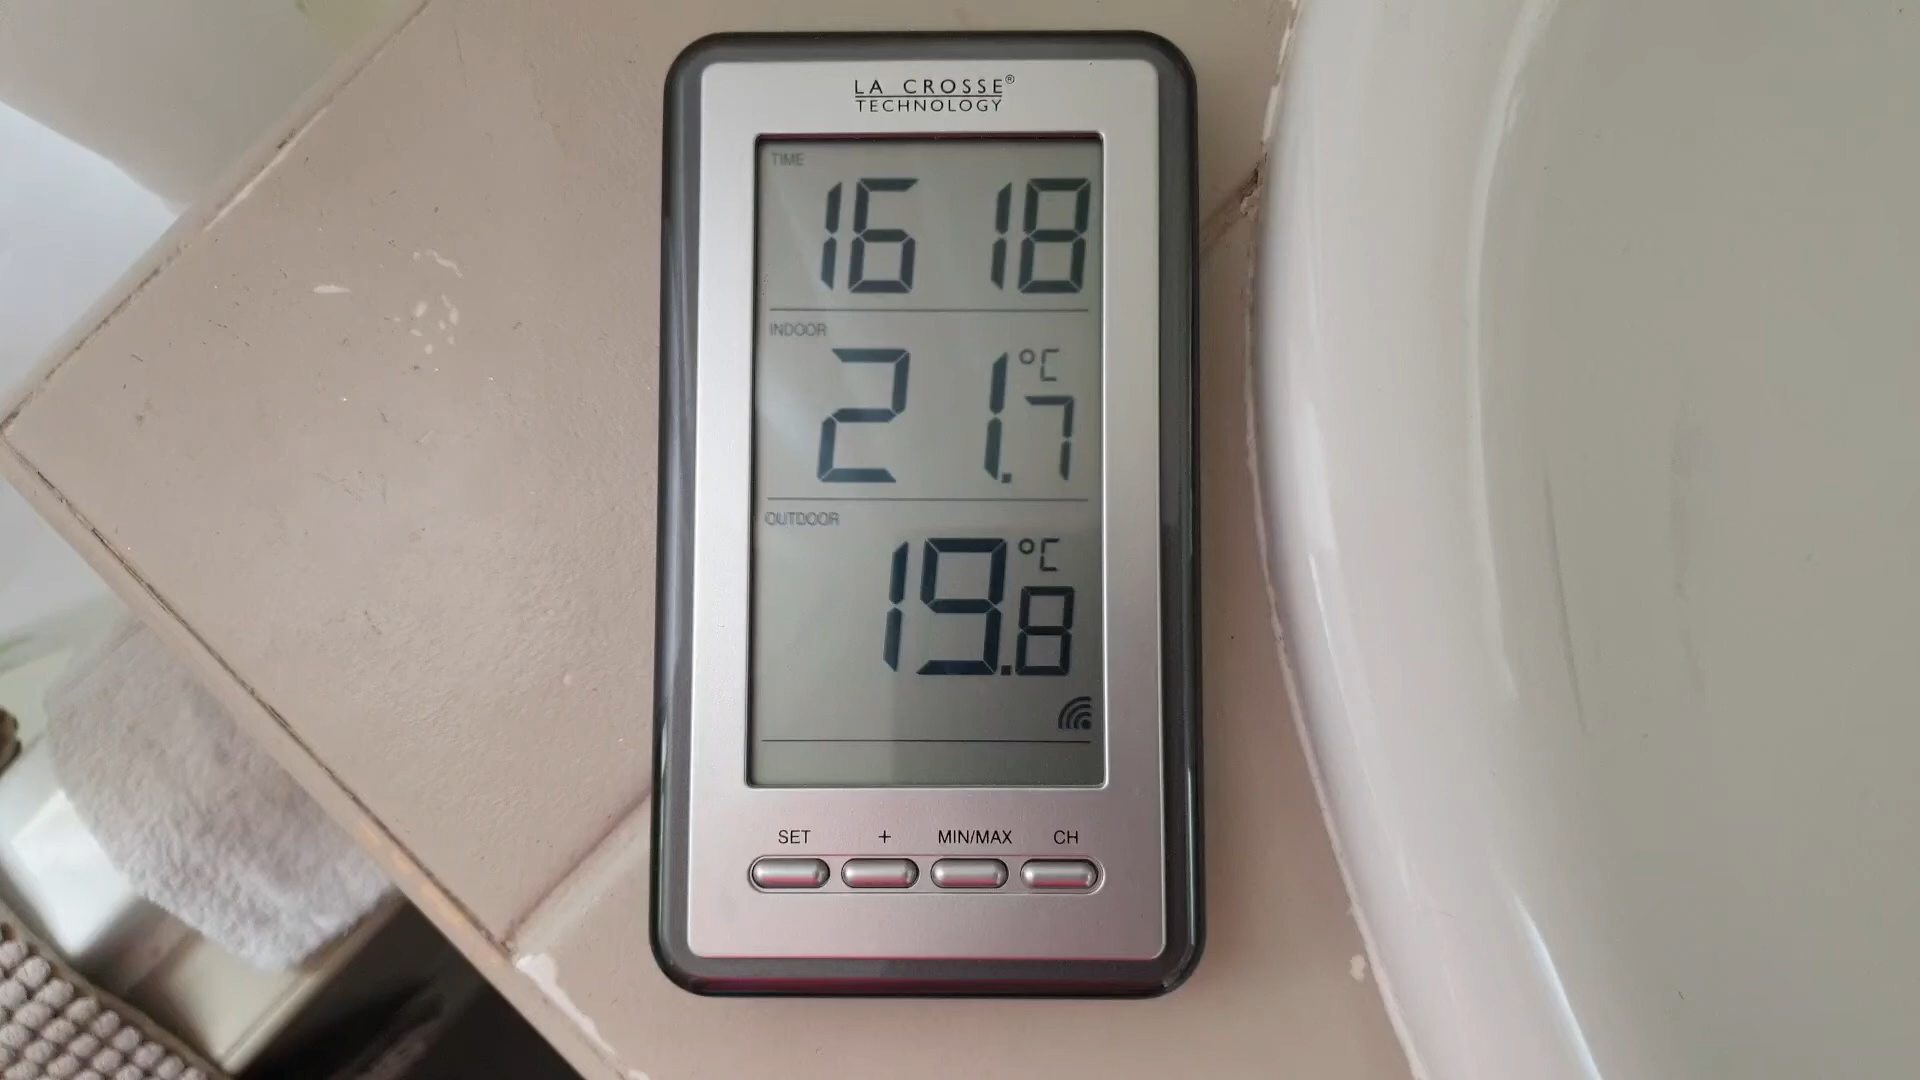 LA CROSSE®
TECHNOLOGY
TIME
16 18
INDOOR
21.7 °C
OUTDOOR
19.8 °C
SET + MIN/MAX CH